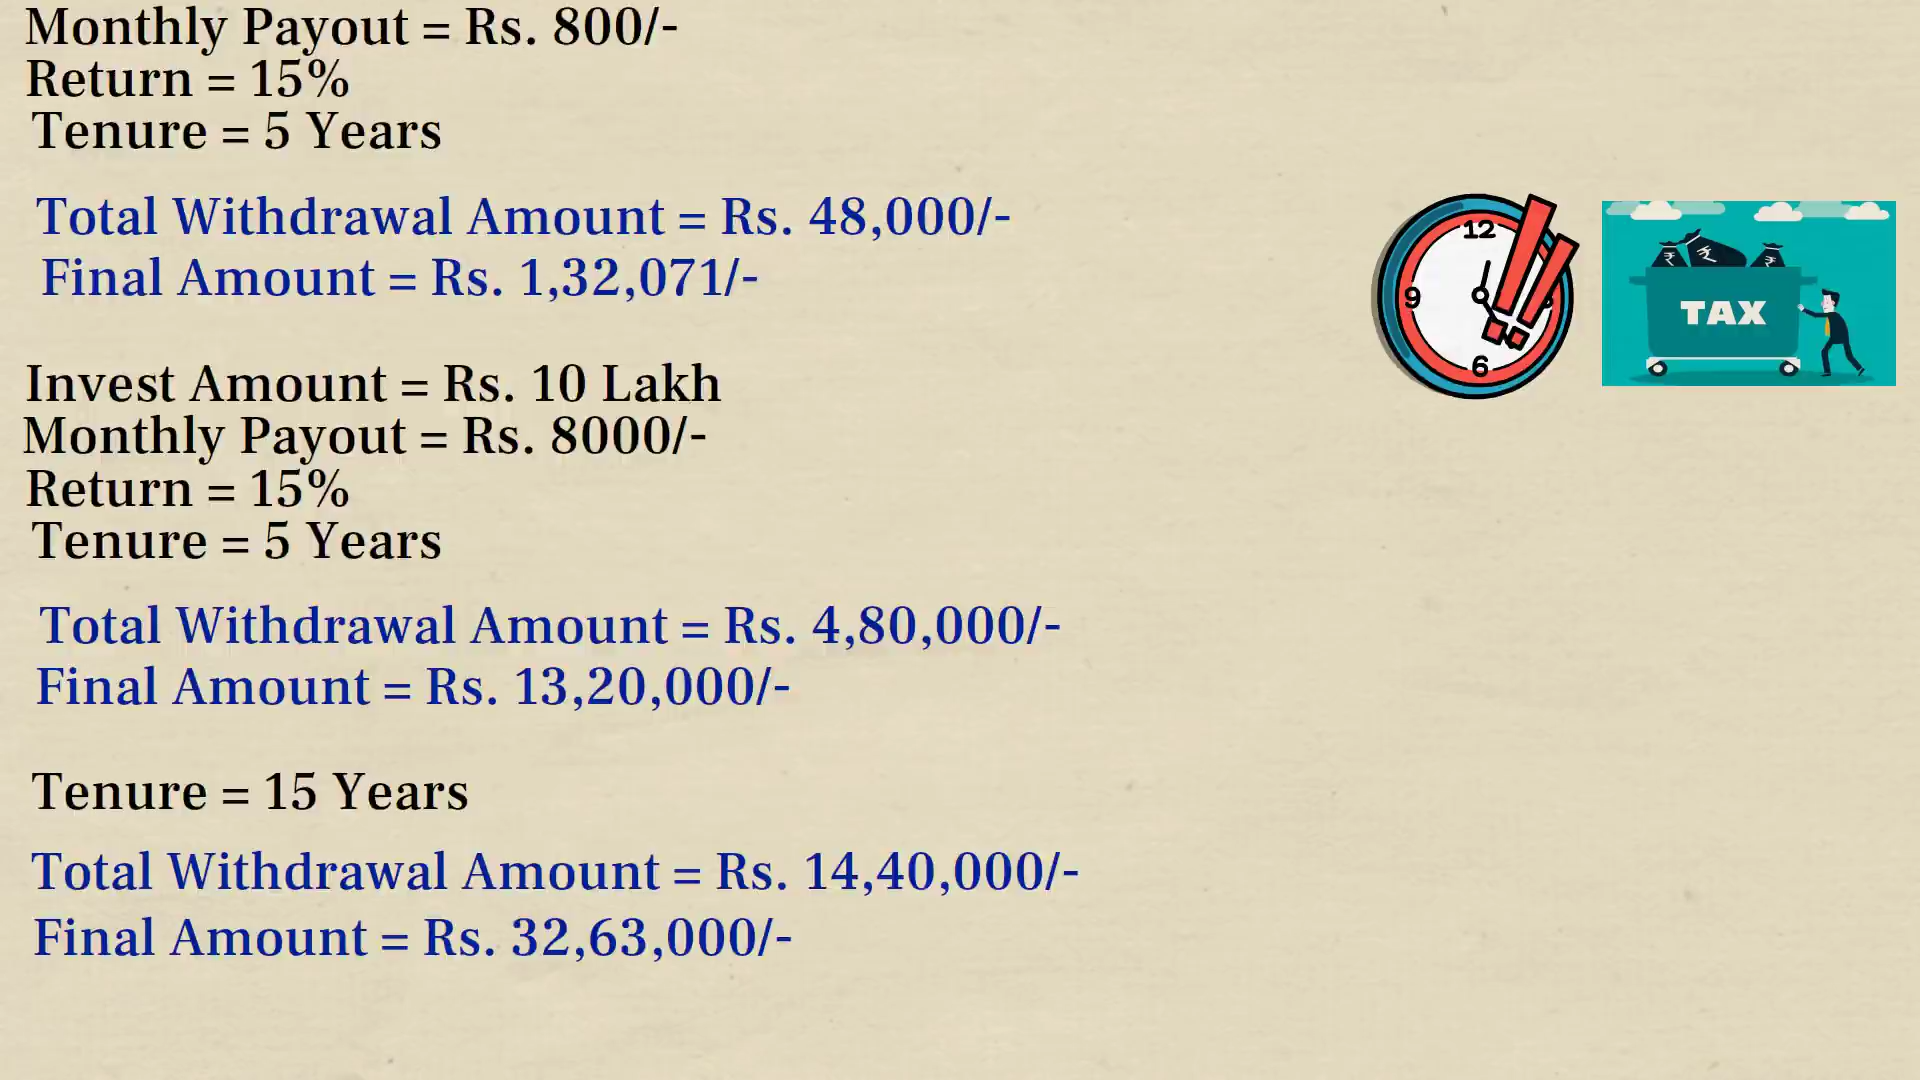 Monthly Payout = Rs. 800/-
Return = 15%
Tenure = 5 Years
Total Withdrawal Amount = Rs. 48,000/-
Final Amount = Rs. 1,32,071/-
Invest Amount = Rs. 10 Lakh
Monthly Payout = Rs. 8000/-
Return = 15%
Tenure = 5 Years
Total Withdrawal Amount = Rs. 4,80,000/-
Final Amount = Rs. 13,20,000/-
Tenure = 15 Years
Total Withdrawal Amount = Rs. 14,40,000/-
Final Amount = Rs. 32,63,000/-
12
9
6
₹ ₹ ₹
TAX